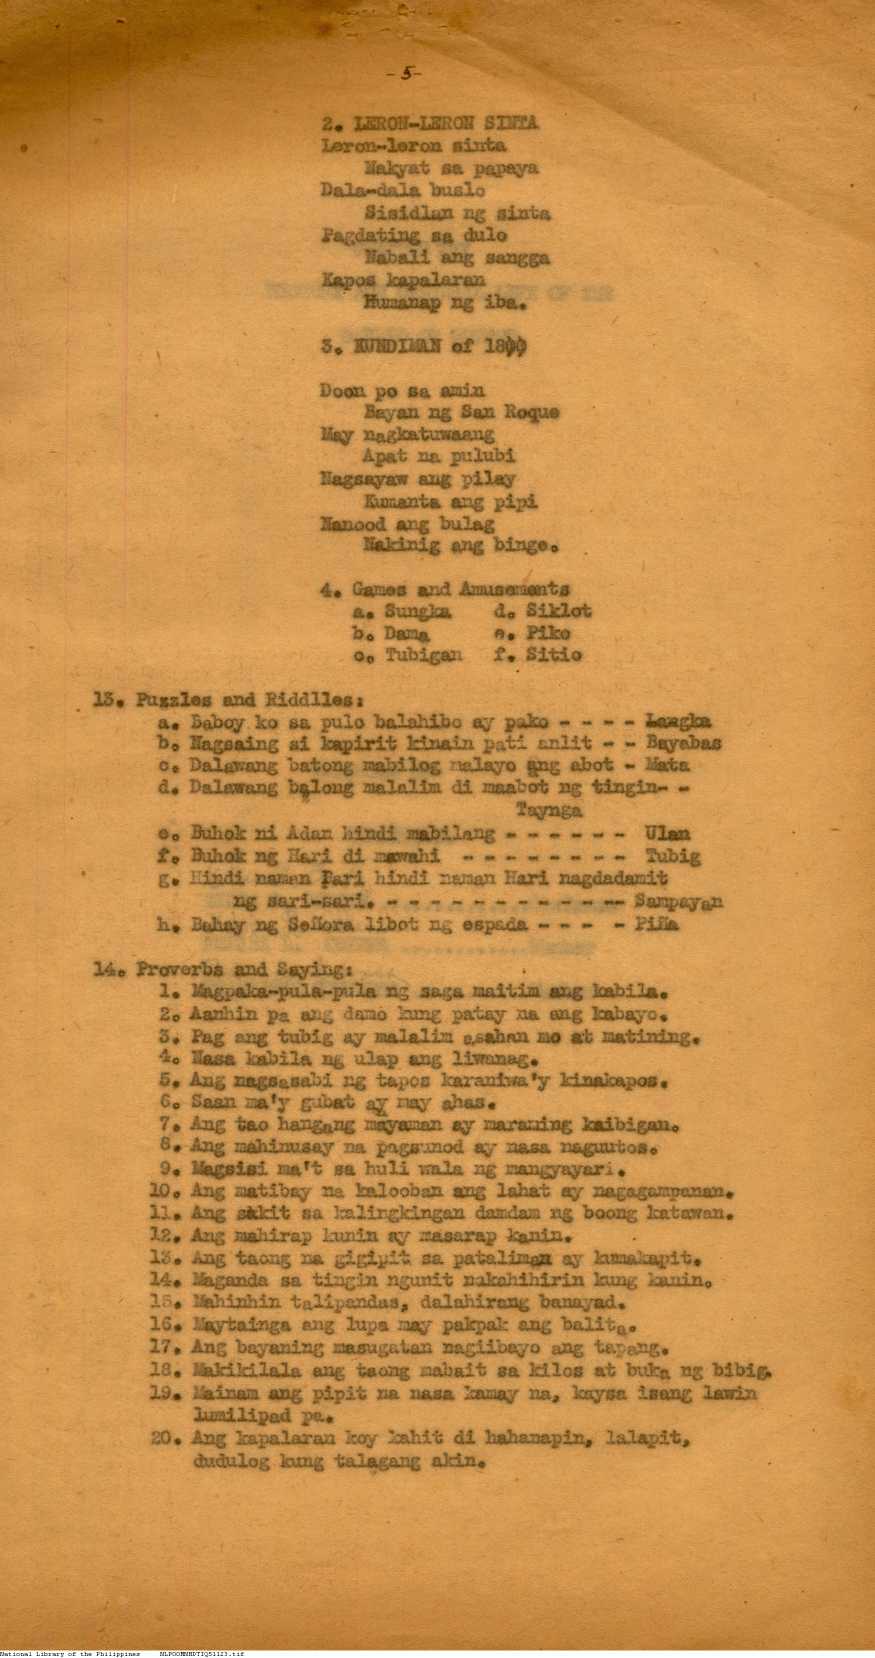 -5-
2. LERON-LERON SINTA
Leron-leron sinta
Nakyat sa papaya
Dala-dala buslo
Sisidlan ng sinta
Pagdating sa dulo
Nabali ang sangga
Kapos kapalaran
Humanap ng iba.
3. KUNDIMAN of 1800
Doon po sa amin
Bayan ng San Roque
May nagkatuwaang
Apat na pulubi
Nagsayaw ang pilay
Kumanta ang pipi
Nanood ang bulag
Nakinig ang binge.
4. Games and Amusements
a. Sungka d. Siklot
b. Dama e. Piko
c. Tubigan f. Sitio
13. Puzzles and Riddlles:
a. Baboy ko sa pulo balahibo ay pako - - - - Langka
b. Nagsaing si kapirit kinain pati anlit - - Bayabas
c. Dalawang batong mabilog malayo ang abot - Mata
d. Dalawang balong malalim di maabot ng tingin- -
Taynga
e. Buhok ni Adan hindi mabilang - - - - - - Ulan
f. Buhok ng Hari di mawahi - - - - - - - - Tubig
g. Hindi naman Pari hindi naman Hari nagdadamit
ng sari-sari. - - - - - - - - - - - -- Sampayan
h. Bahay ng Señora libot ng espada - - - - Piña
14. Proverbs and Saying:
1. Magpaka-pula-pula ng saga maitim ang kabila.
2. Aanhin pa ang damo kung patay na ang kabayo.
3. Pag ang tubig ay malalim asahan mo at matining.
4. Nasa kabila ng ulap ang liwanag.
5. Ang nagsasabi ng tapos karaniwa'y kinakapos.
6. Saan ma'y gubat ay may ahas.
7. Ang tao hangang mayaman ay maraming kaibigan.
8. Ang mahinusay na pagsunod ay nasa naguutos.
9. Magsisi ma't sa huli wala ng mangyayari.
10. Ang matibay na kalooban ang lahat ay nagagampanan.
11. Ang sakit sa kalingkingan damdam ng boong katawan.
12. Ang mahirap kunin ay masarap kanin.
13. Ang taong na gigipit sa pataliman ay kumakapit.
14. Maganda sa tingin ngunit nakahihirin kung kanin.
15. Mahinhin talipandas, dalahirang banayad.
16. Maytainga ang lupa may pakpak ang balita.
17. Ang bayaning masugatan nagiibayo ang tapang.
18. Makikilala ang taong mabait sa kilos at buka ng bibig.
19. Mainam ang pipit na nasa kamay na, kaysa isang lawin
lumilipad pa.
20. Ang kapalaran koy kahit di hahanapin, lalapit,
dudulog kung talagang akin.
National Library of the Philippines